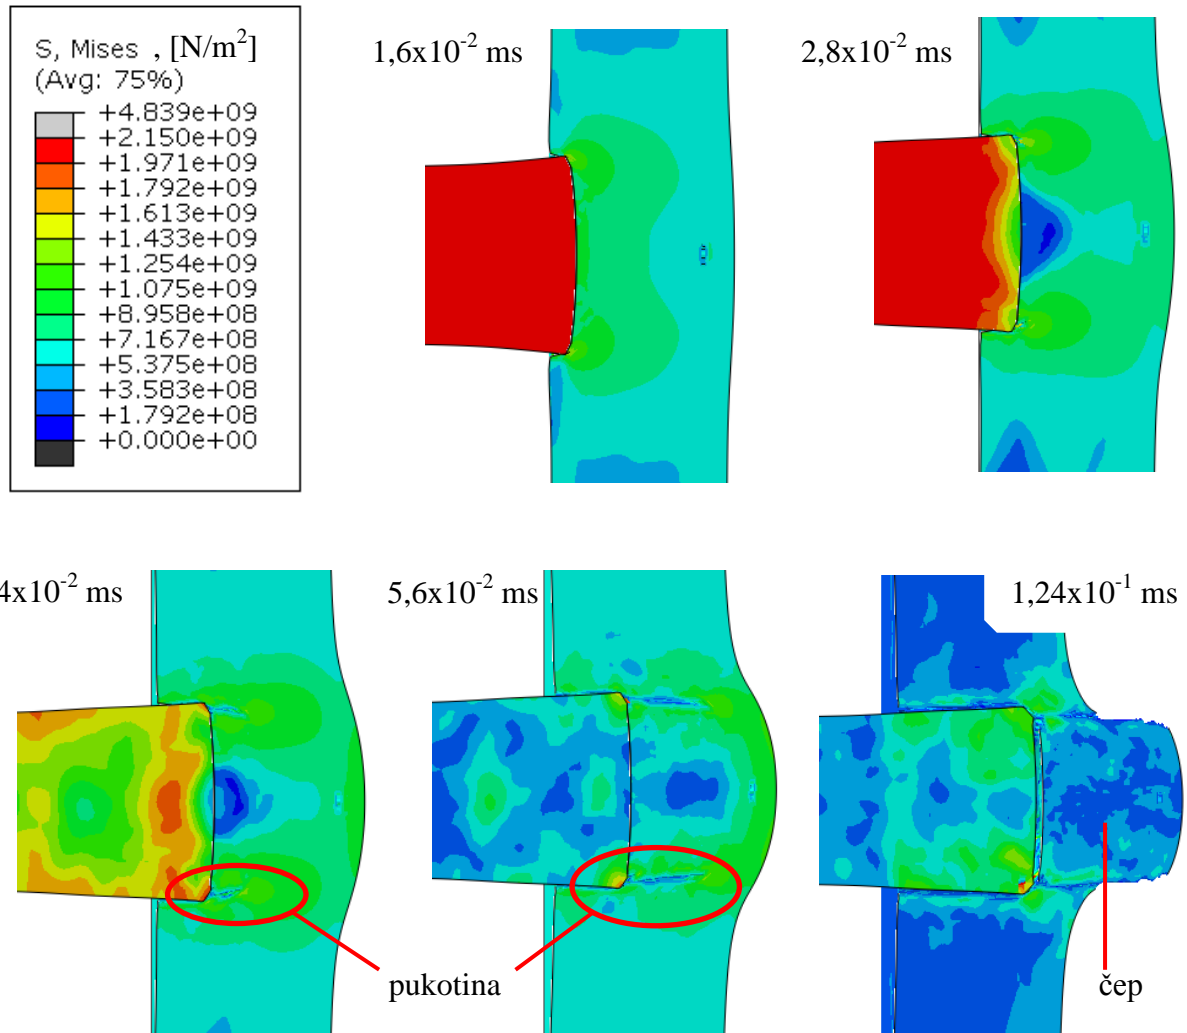 S, Mises , [N/m²]
(Avg: 75%)
+4.839e+09
+2.150e+09
+1.971e+09
+1.792e+09
+1.613e+09
+1.433e+09
+1.254e+09
+1.075e+09
+8.958e+08
+7.167e+08
+5.375e+08
+3.583e+08
+1.792e+08
+0.000e+00
1,6x10⁻² ms
2,8x10⁻² ms
4x10⁻² ms
5,6x10⁻² ms
1,24x10⁻¹ ms
pukotina
čep